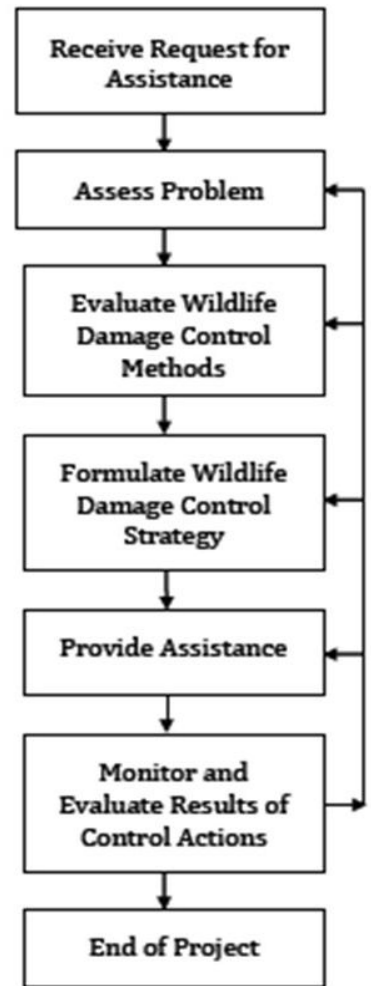 Receive Request for
Assistance
Assess Problem
Evaluate Wildlife
Damage Control
Methods
Formulate Wildlife
Damage Control
Strategy
Provide Assistance
Monitor and
Evaluate Results of
Control Actions
End of Project